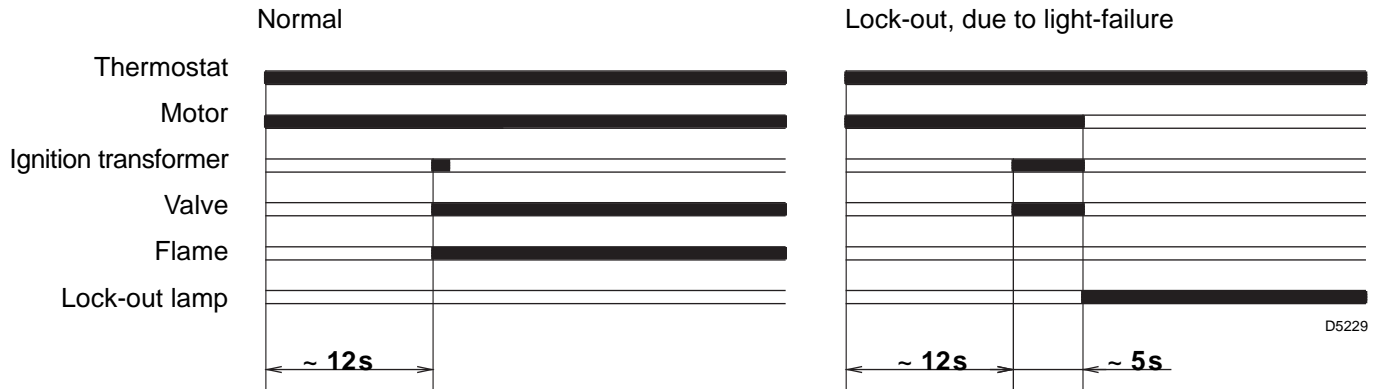 Normal
Lock-out, due to light-failure
Thermostat
Motor
Ignition transformer
Valve
Flame
Lock-out lamp
D5229
~ 12s
~ 12s
~ 5s